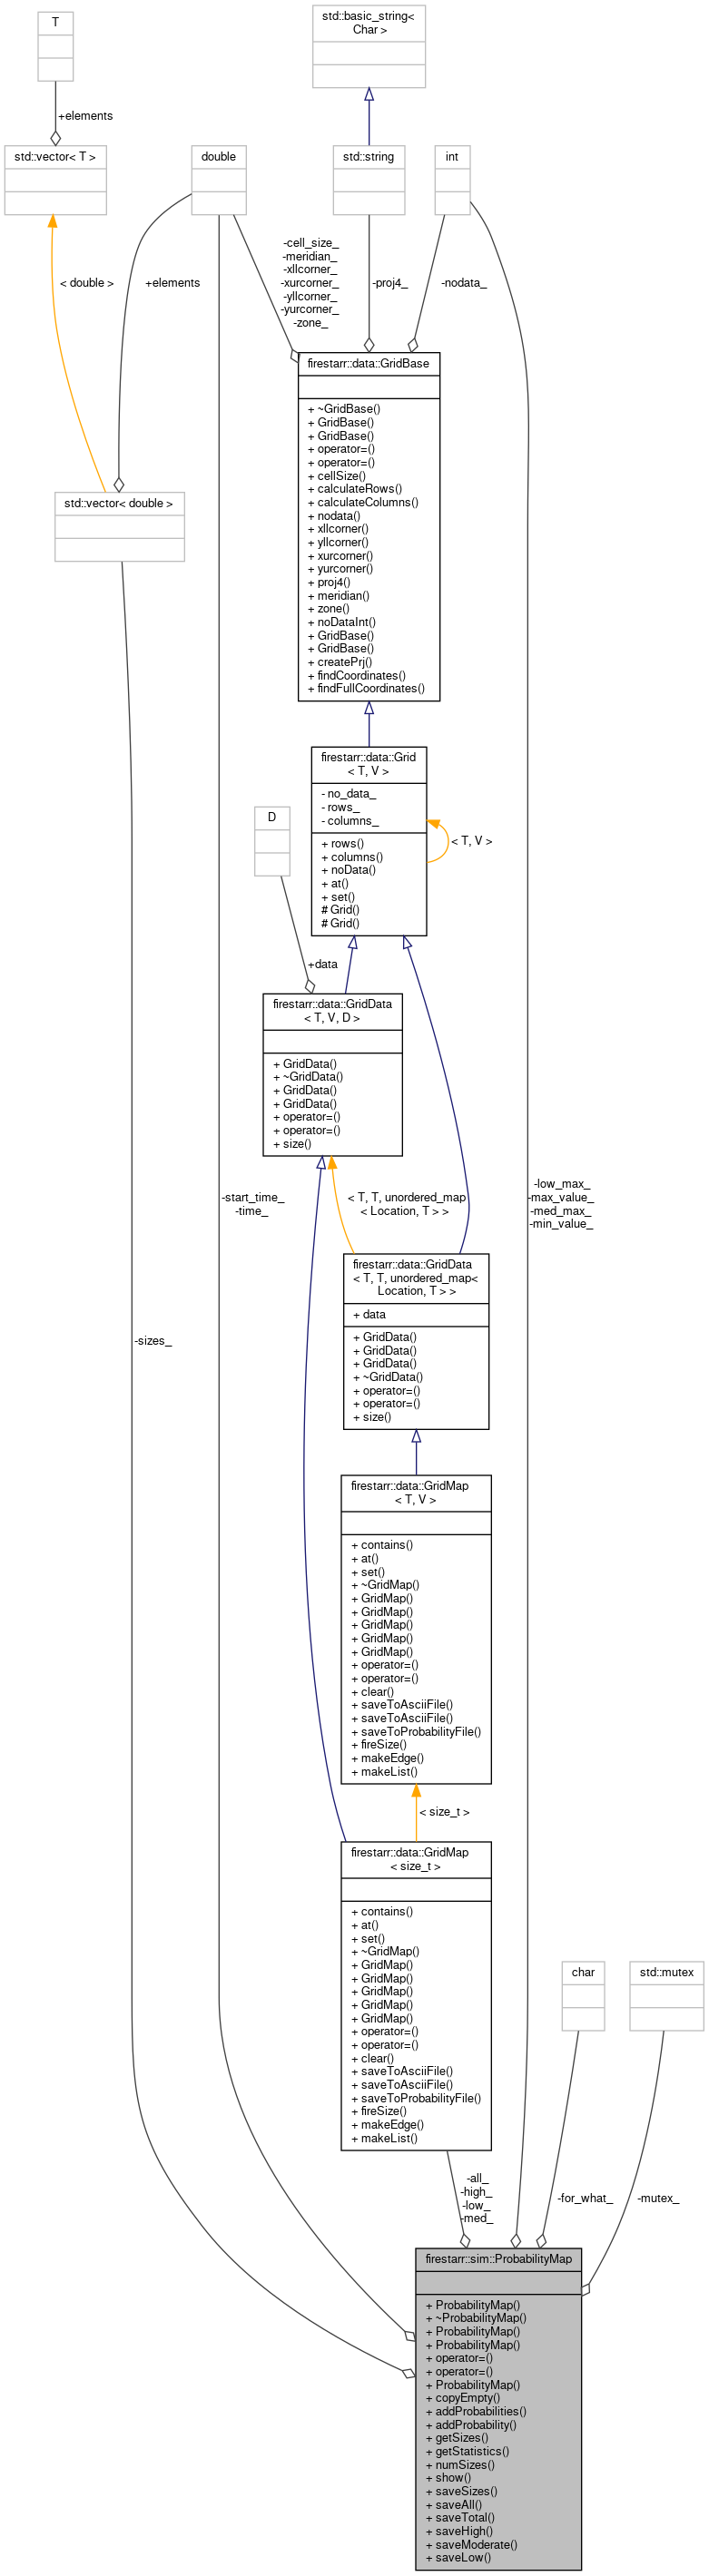 T
std::basic_string<
Char >
+elements
std::vector< T >
double
std::string
int
< double >
+elements
-cell_size_
-meridian_
-xllcorner_
-xurcorner_
-yllcorner_
-yurcorner_
-zone_
-proj4_
-nodata_
firestarr::data::GridBase
+ ~GridBase()
+ GridBase()
+ GridBase()
+ operator=()
+ operator=()
+ cellSize()
+ calculateRows()
+ calculateColumns()
+ nodata()
+ xllcorner()
+ yllcorner()
+ xurcorner()
+ yurcorner()
+ proj4()
+ meridian()
+ zone()
+ noDataInt()
+ GridBase()
+ GridBase()
+ createPrj()
+ findCoordinates()
+ findFullCoordinates()
std::vector< double >
firestarr::data::Grid
< T, V >
- no_data_
- rows_
- columns_
+ rows()
+ columns()
+ noData()
+ at()
+ set()
# Grid()
# Grid()
< T, V >
D
+data
firestarr::data::GridData
< T, V, D >
+ GridData()
+ ~GridData()
+ GridData()
+ GridData()
+ operator=()
+ operator=()
+ size()
-start_time_
-time_
< T, T, unordered_map
< Location, T > >
-low_max_
-max_value_
-med_max_
-min_value_
firestarr::data::GridData
< T, T, unordered_map<
Location, T > >
+ data
+ GridData()
+ GridData()
+ GridData()
+ ~GridData()
+ operator=()
+ operator=()
+ size()
-sizes_
firestarr::data::GridMap
< T, V >
+ contains()
+ at()
+ set()
+ ~GridMap()
+ GridMap()
+ GridMap()
+ GridMap()
+ GridMap()
+ GridMap()
+ operator=()
+ operator=()
+ clear()
+ saveToAsciiFile()
+ saveToAsciiFile()
+ saveToProbabilityFile()
+ fireSize()
+ makeEdge()
+ makeList()
< size_t >
firestarr::data::GridMap
< size_t >
+ contains()
+ at()
+ set()
+ ~GridMap()
+ GridMap()
+ GridMap()
+ GridMap()
+ GridMap()
+ GridMap()
+ operator=()
+ operator=()
+ clear()
+ saveToAsciiFile()
+ saveToAsciiFile()
+ saveToProbabilityFile()
+ fireSize()
+ makeEdge()
+ makeList()
char
std::mutex
-all_
-high_
-low_
-med_
-for_what_
-mutex_
firestarr::sim::ProbabilityMap
+ ProbabilityMap()
+ ~ProbabilityMap()
+ ProbabilityMap()
+ ProbabilityMap()
+ operator=()
+ operator=()
+ ProbabilityMap()
+ copyEmpty()
+ addProbabilities()
+ addProbability()
+ getSizes()
+ getStatistics()
+ numSizes()
+ show()
+ saveSizes()
+ saveAll()
+ saveTotal()
+ saveHigh()
+ saveModerate()
+ saveLow()